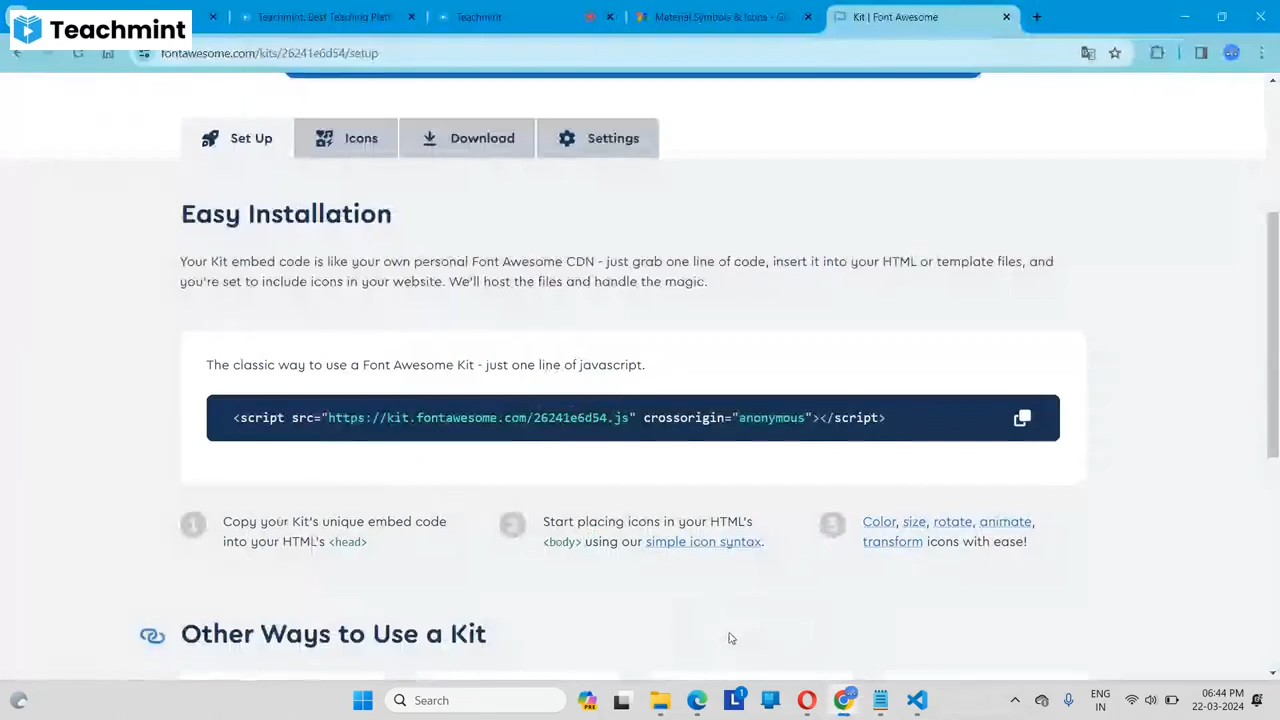 Teachmint
Teachmint: Best Teaching Platf
Teachmint
Material Symbols & Icons - G
Kit | Font Awesome
fontawesome.com/kits/26241e6d54/setup
Set Up
Icons
Download
Settings
Easy Installation
Your Kit embed code is like your own personal Font Awesome CDN - just grab one line of code, insert it into your HTML or template files, and
you're set to include icons in your website. We'll host the files and handle the magic.
The classic way to use a Font Awesome Kit - just one line of javascript.
<script src="https://kit.fontawesome.com/26241e6d54.js" crossorigin="anonymous"></script>
1
Copy your Kit's unique embed code
into your HTML's <head>
2
Start placing icons in your HTML's
<body> using our simple icon syntax.
3
Color, size, rotate, animate,
transform icons with ease!
Other Ways to Use a Kit
Search
ENG
IN
06:44 PM
22-03-2024